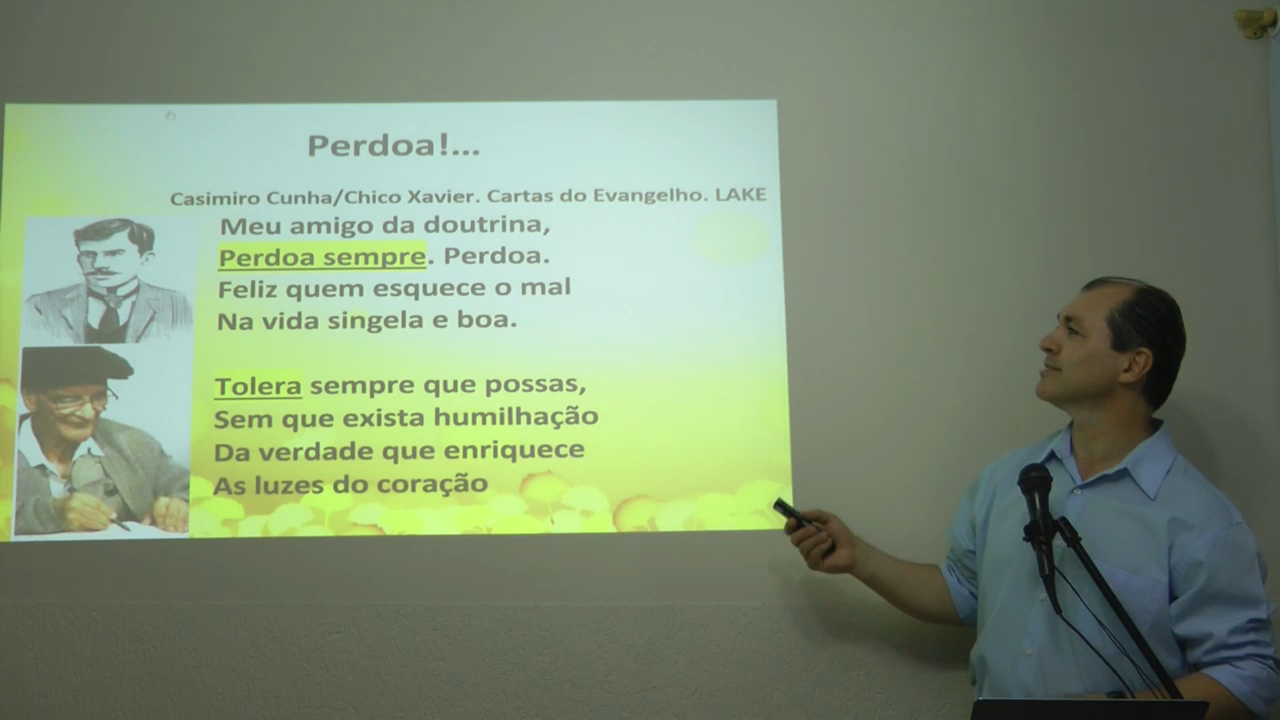 Perdoa!...
Casimiro Cunha/Chico Xavier. Cartas do Evangelho. LAKE
Meu amigo da doutrina,
Perdoa sempre. Perdoa.
Feliz quem esquece o mal
Na vida singela e boa.
Tolera sempre que possas,
Sem que exista humilhação
Da verdade que enriquece
As luzes do coração